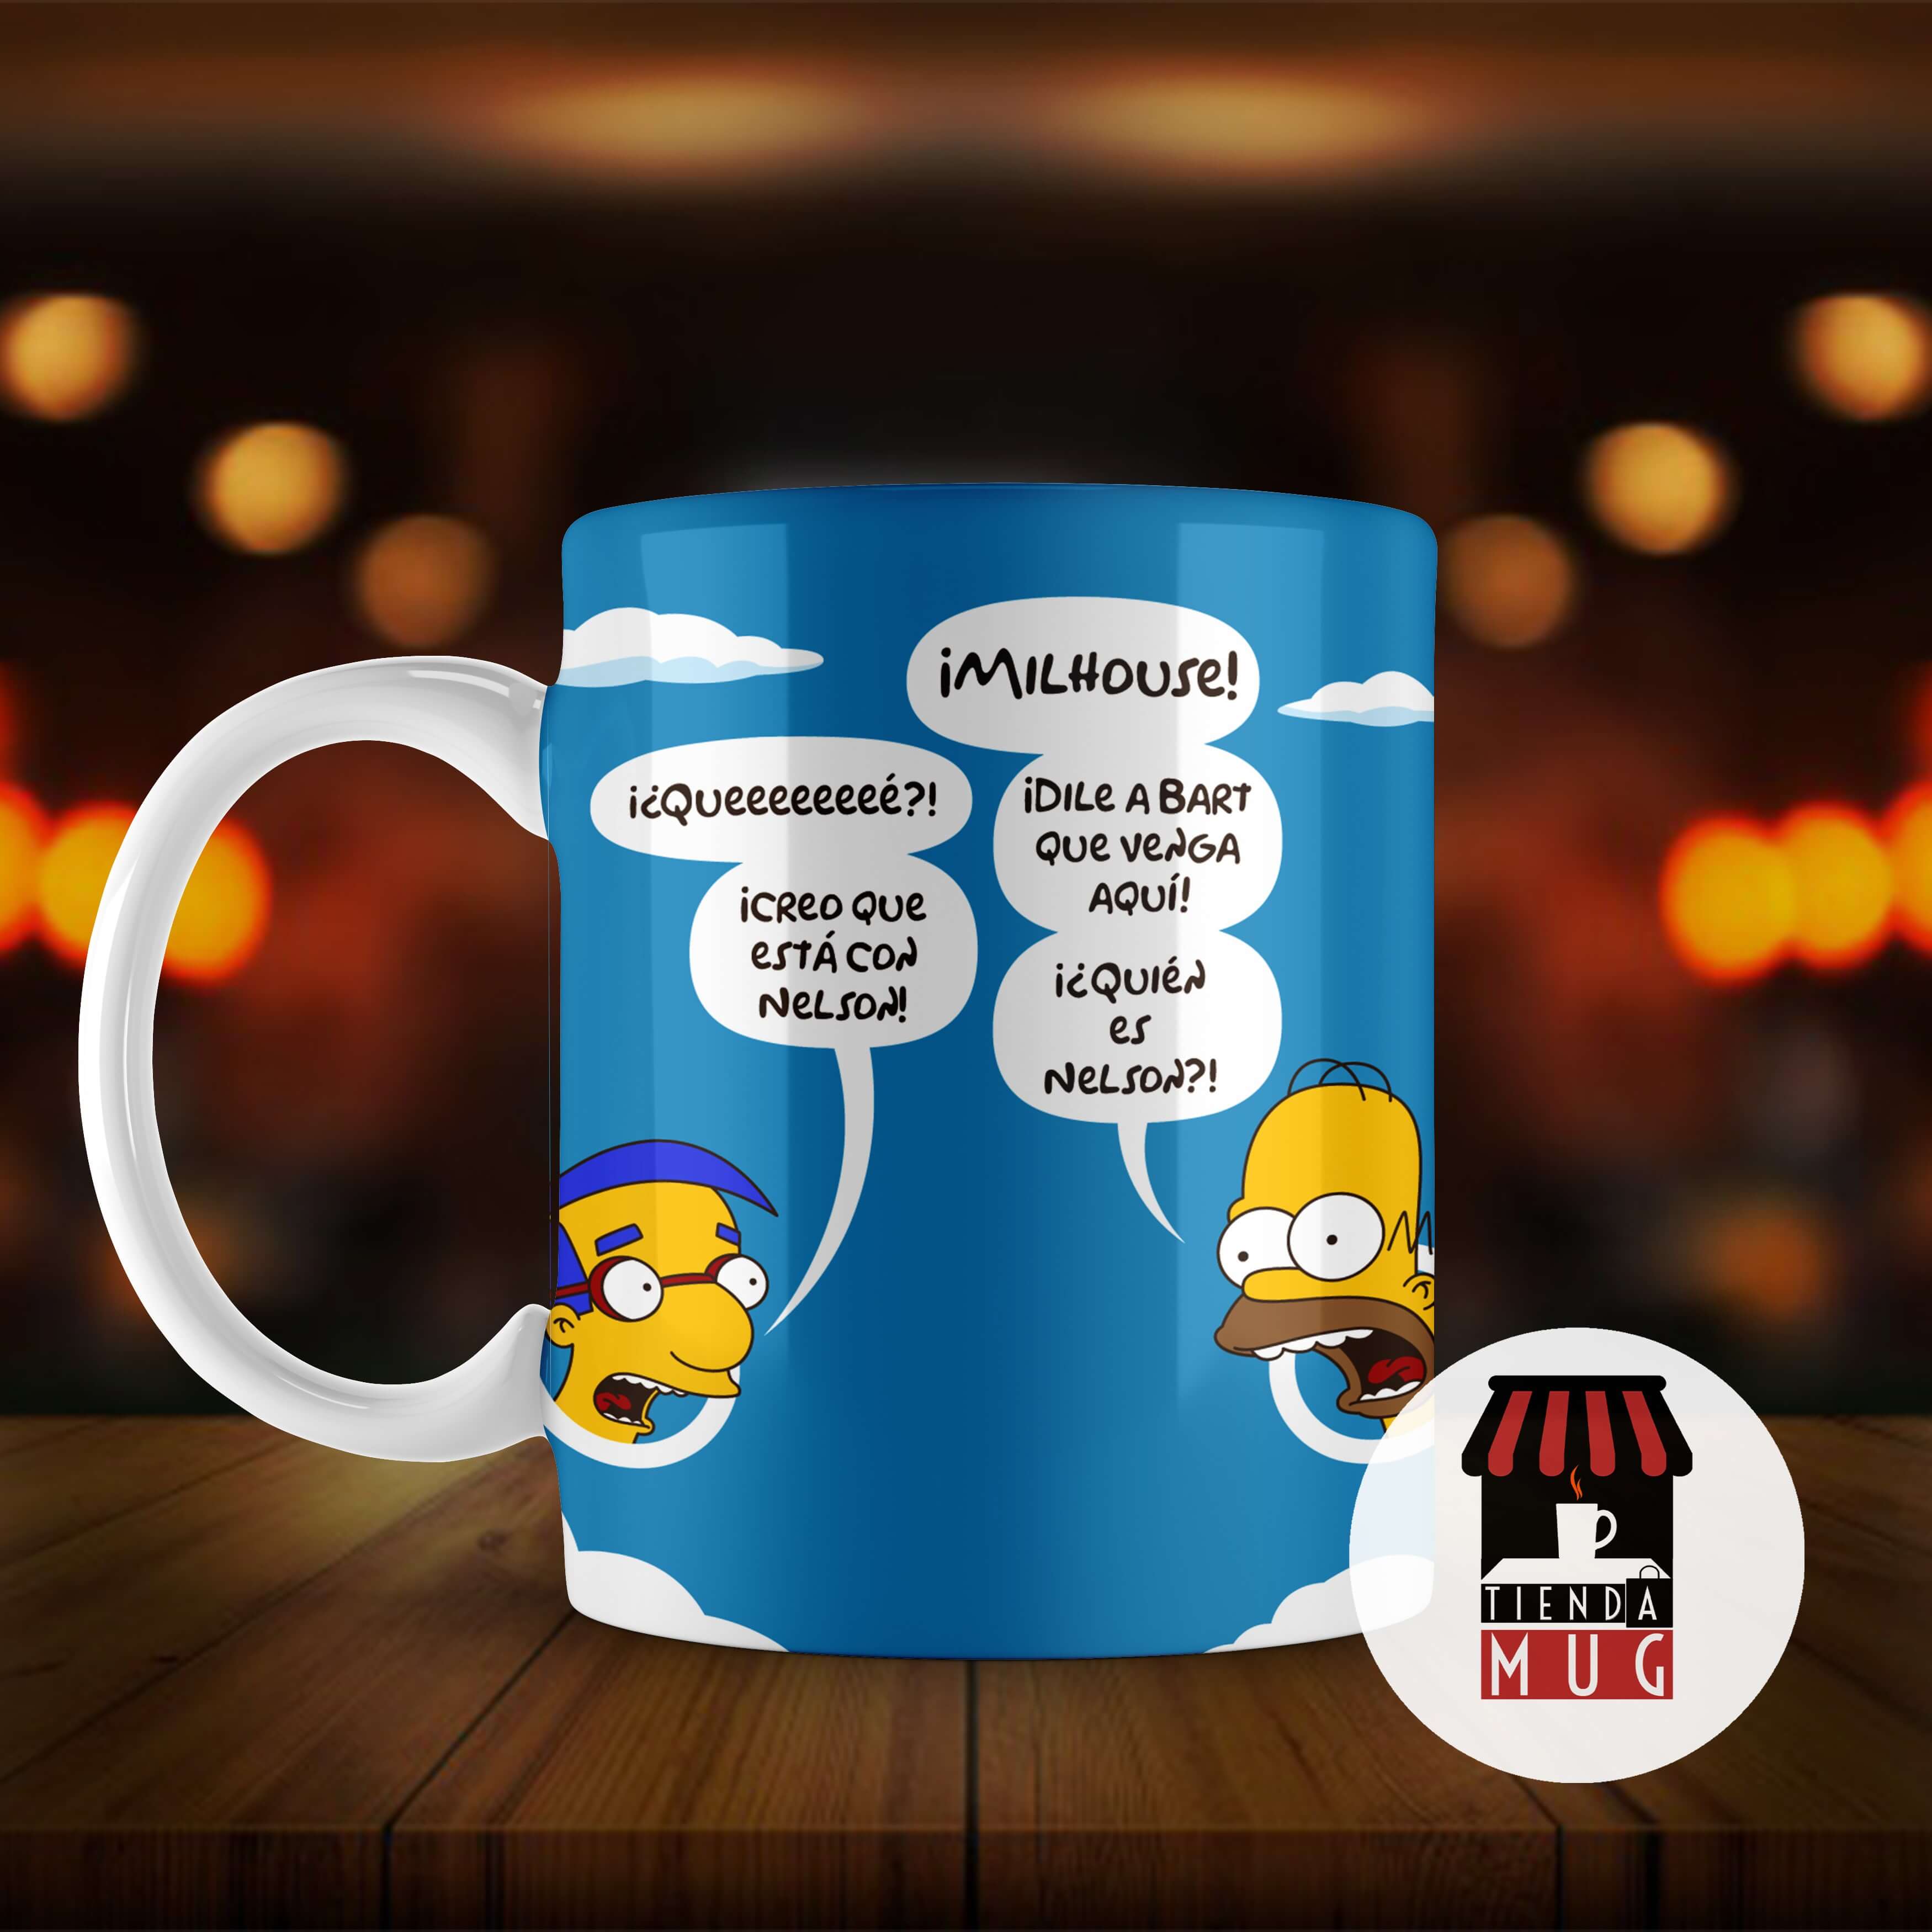 ¡MILHOUSE!
¡¿QUEEEEEEEÉ?!
¡DILE A BART
QUE VENGA
AQUÍ!
¡CREO QUE
ESTÁ CON
NELSON!
¡¿QUIÉN
ES
NELSON?!
TIENDA
MUG